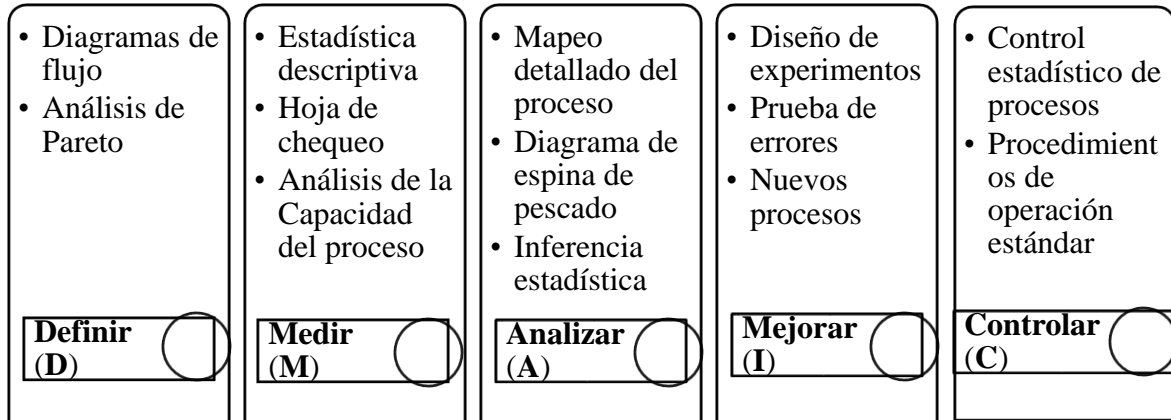 • Diagramas de
flujo
• Análisis de
Pareto
Definir
(D)
• Estadística
descriptiva
• Hoja de
chequeo
• Análisis de la
Capacidad
del proceso
Medir
(M)
• Mapeo
detallado del
proceso
• Diagrama de
espina de
pescado
• Inferencia
estadística
Analizar
(A)
• Diseño de
experimentos
• Prueba de
errores
• Nuevos
procesos
Mejorar
(I)
• Control
estadístico de
procesos
• Procedimient
os de
operación
estándar
Controlar
(C)